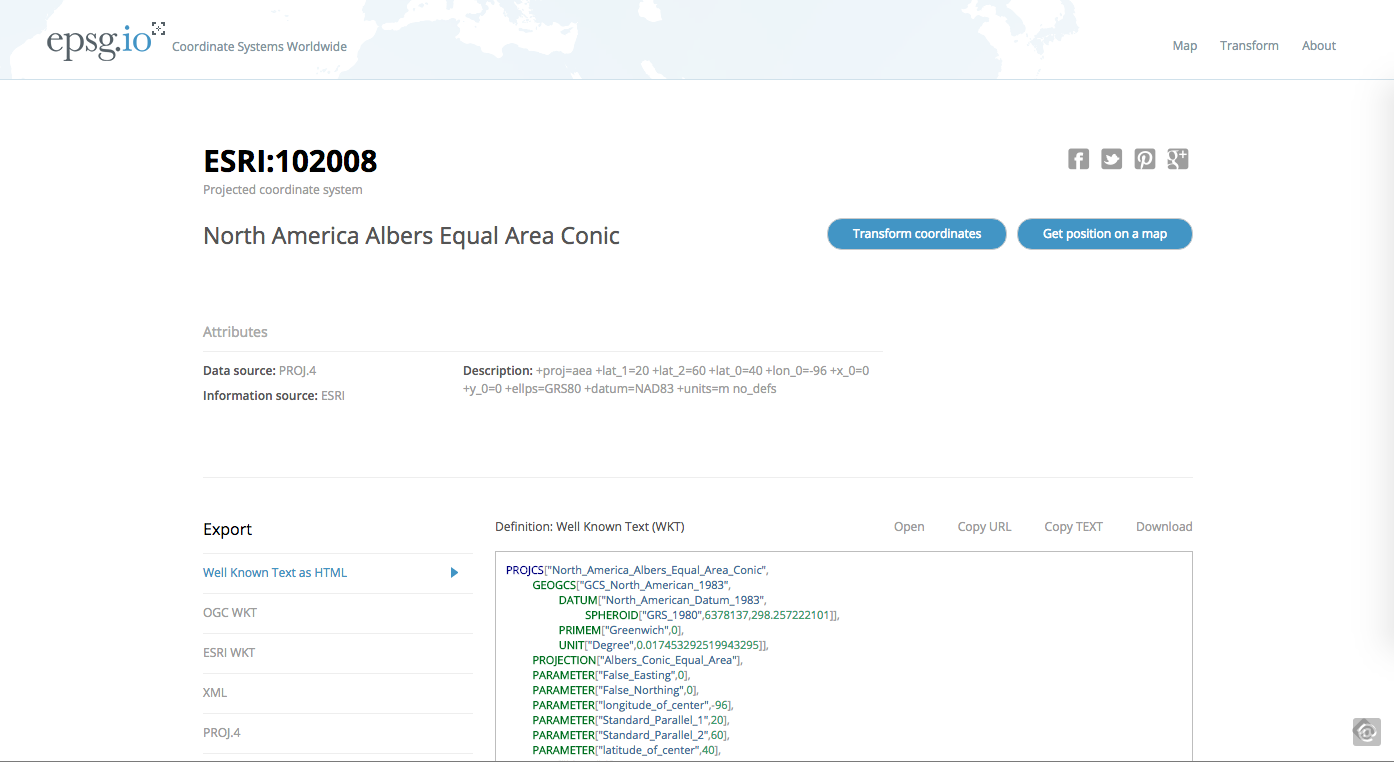 epsg.io Coordinate Systems Worldwide
Map Transform About
ESRI:102008
Projected coordinate system
North America Albers Equal Area Conic
Transform coordinates
Get position on a map
Attributes
Data source: PROJ.4
Information source: ESRI
Description: +proj=aea +lat_1=20 +lat_2=60 +lat_0=40 +lon_0=-96 +x_0=0
+y_0=0 +ellps=GRS80 +datum=NAD83 +units=m no_defs
Export
Well Known Text as HTML
OGC WKT
ESRI WKT
XML
PROJ.4
Definition: Well Known Text (WKT)
Open Copy URL Copy TEXT Download
PROJCS["North_America_Albers_Equal_Area_Conic",
GEOGCS["GCS_North_American_1983",
DATUM["North_American_Datum_1983",
SPHEROID["GRS_1980",6378137,298.257222101]],
PRIMEM["Greenwich",0],
UNIT["Degree",0.017453292519943295]],
PROJECTION["Albers_Conic_Equal_Area"],
PARAMETER["False_Easting",0],
PARAMETER["False_Northing",0],
PARAMETER["longitude_of_center",-96],
PARAMETER["Standard_Parallel_1",20],
PARAMETER["Standard_Parallel_2",60],
PARAMETER["latitude_of_center",40],